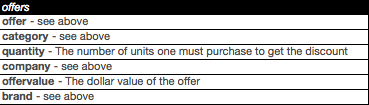 offers
offer - see above
category - see above
quantity - The number of units one must purchase to get the discount
company - see above
offervalue - The dollar value of the offer
brand - see above